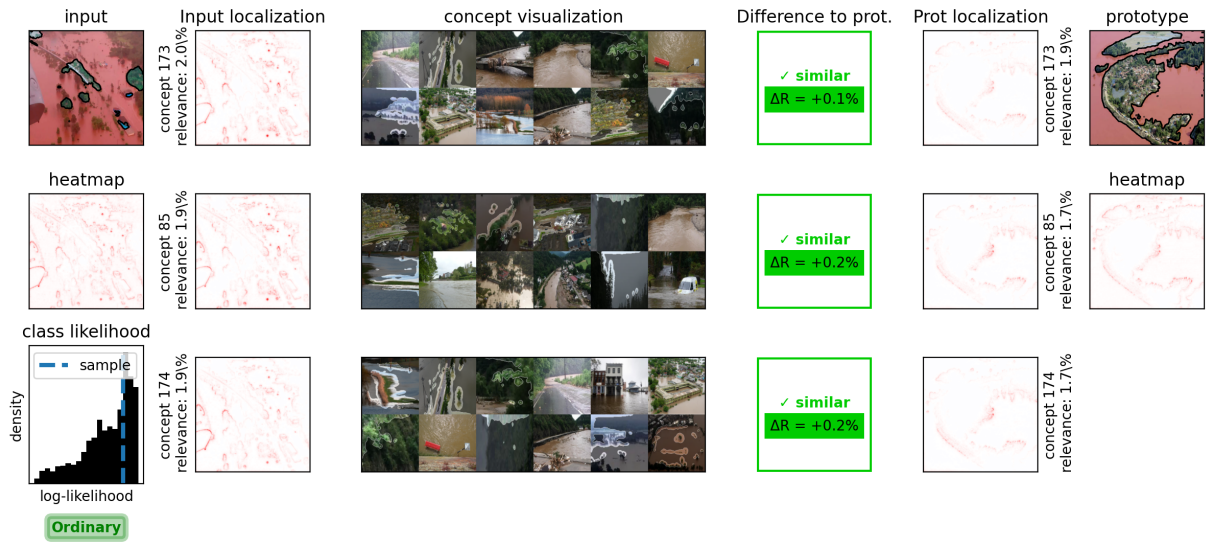 input
Input localization
concept visualization
Difference to prot.
Prot localization
prototype
concept 173
relevance: 2.0\%
✓ similar
ΔR = +0.1%
concept 173
relevance: 1.9\%
heatmap
concept 85
relevance: 1.9\%
✓ similar
ΔR = +0.2%
concept 85
relevance: 1.7\%
heatmap
class likelihood
sample
density
log-likelihood
Ordinary
concept 174
relevance: 1.9\%
✓ similar
ΔR = +0.2%
concept 174
relevance: 1.7\%